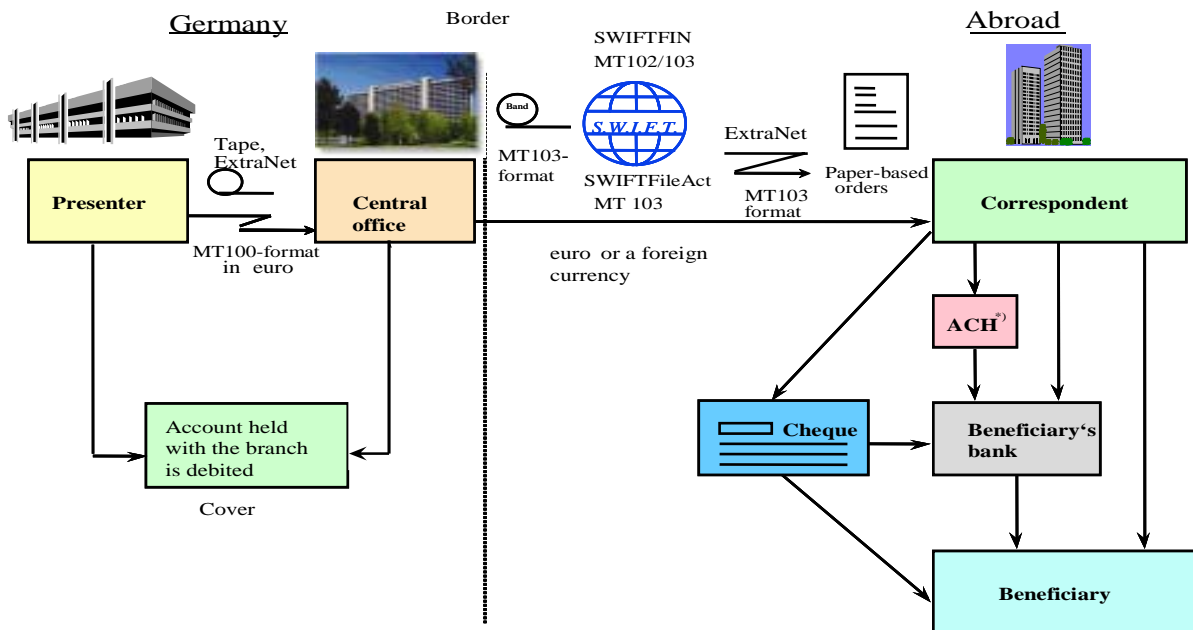 Germany
Border
Abroad
SWIFTFIN
MT102/103
Band
S.W.I.F.T.
Tape,
ExtraNet
ExtraNet
MT103-
format
SWIFTFileAct
MT 103
MT103
format
Paper-based
orders
Presenter
Central
office
Correspondent
MT100-format
in euro
euro or a foreign
currency
ACH*)
Account held
with the branch
is debited
Cheque
Beneficiary‘s
bank
Cover
Beneficiary